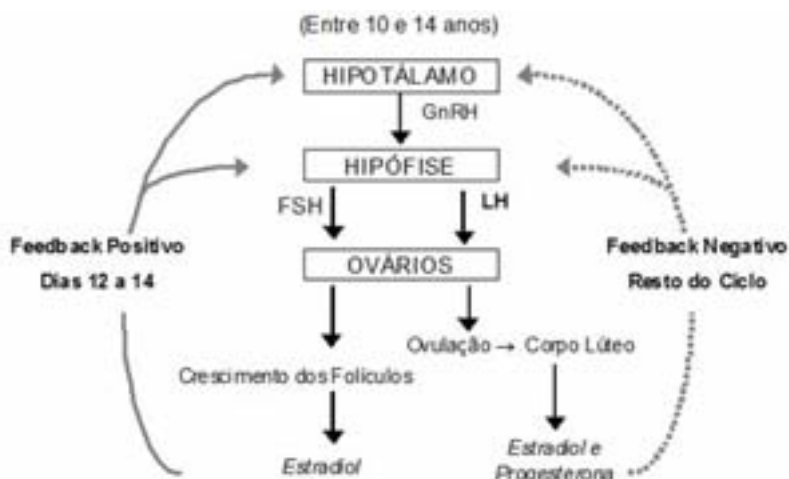 (Entre 10 e 14 anos)
HIPOTÁLAMO
GnRH
HIPÓFISE
FSH
LH
Feedback Positivo
Dias 12 a 14
Feedback Negativo
Resto do Ciclo
OVÁRIOS
Ovulação → Corpo Lúteo
Crescimento dos Folículos
Estradiol
Estradiol e
Progesterona